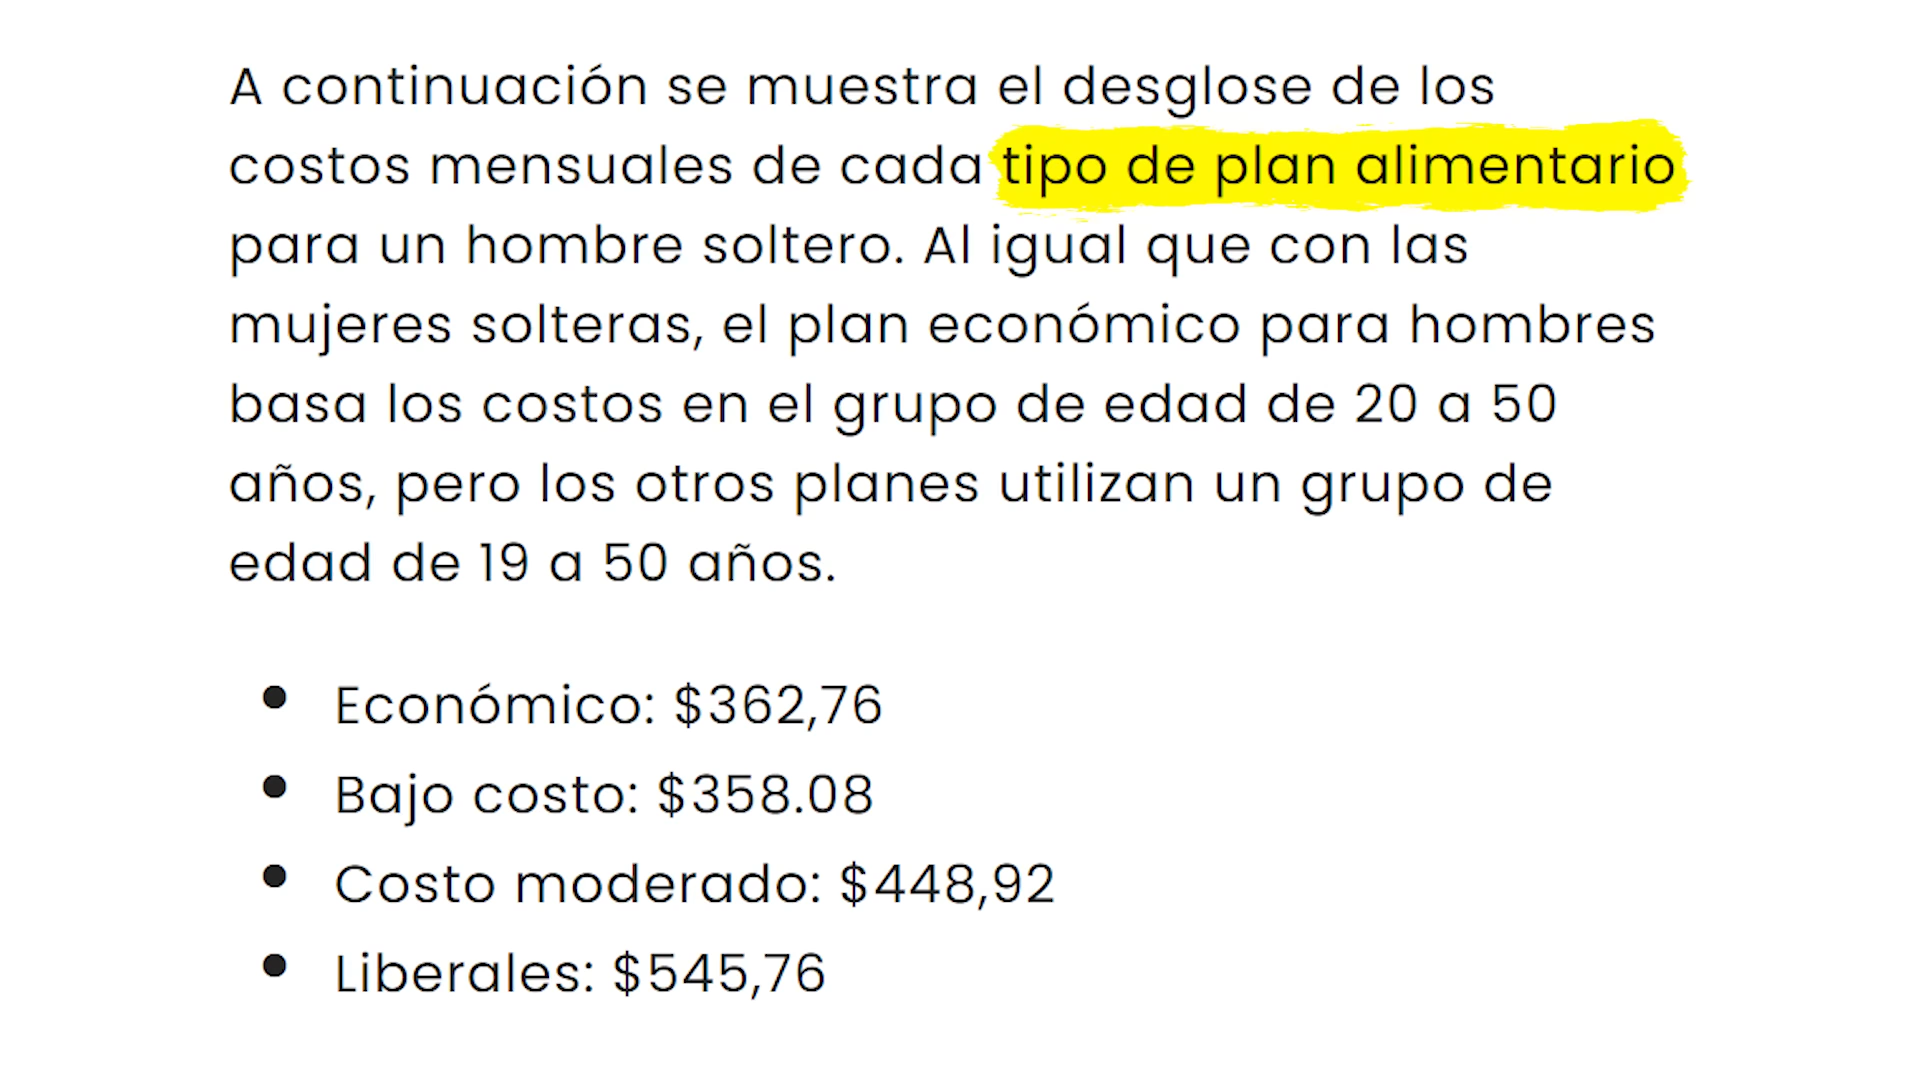 A continuación se muestra el desglose de los
costos mensuales de cada tipo de plan alimentario
para un hombre soltero. Al igual que con las
mujeres solteras, el plan económico para hombres
basa los costos en el grupo de edad de 20 a 50
años, pero los otros planes utilizan un grupo de
edad de 19 a 50 años.
• Económico: $362,76
• Bajo costo: $358.08
• Costo moderado: $448,92
• Liberales: $545,76